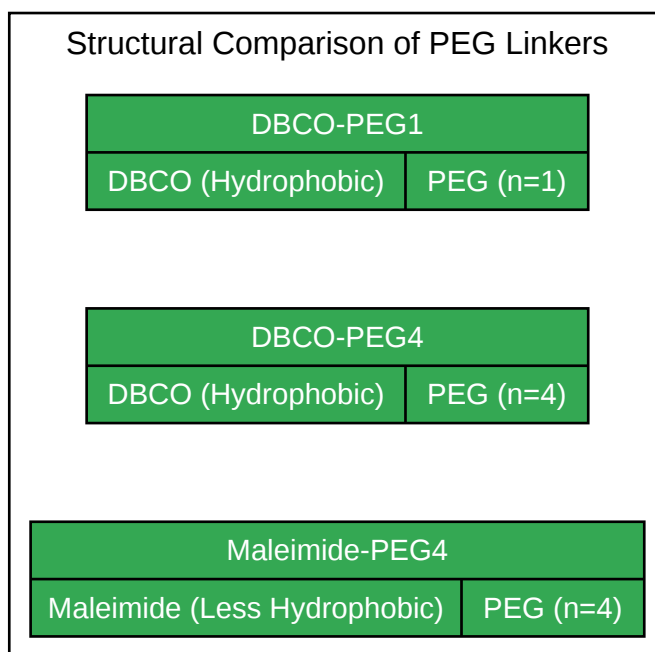 Structural Comparison of PEG Linkers
DBCO-PEG1
DBCO (Hydrophobic) PEG (n=1)
DBCO-PEG4
DBCO (Hydrophobic) PEG (n=4)
Maleimide-PEG4
Maleimide (Less Hydrophobic) PEG (n=4)